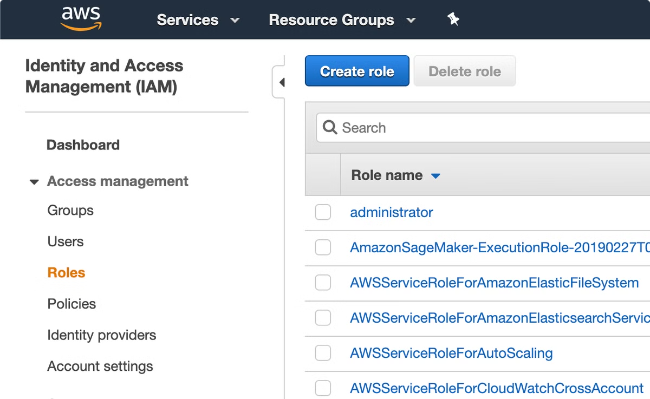 aws
Services
Resource Groups
Identity and Access
Management (IAM)
Dashboard
Access management
Groups
Users
Roles
Policies
Identity providers
Account settings
Create role
Delete role
Search
Role name
administrator
AmazonSageMaker-ExecutionRole-20190227T0
AWSServiceRoleForAmazonElasticFileSystem
AWSServiceRoleForAmazonElasticsearchServic
AWSServiceRoleForAutoScaling
AWSServiceRoleForCloudWatchCrossAccount